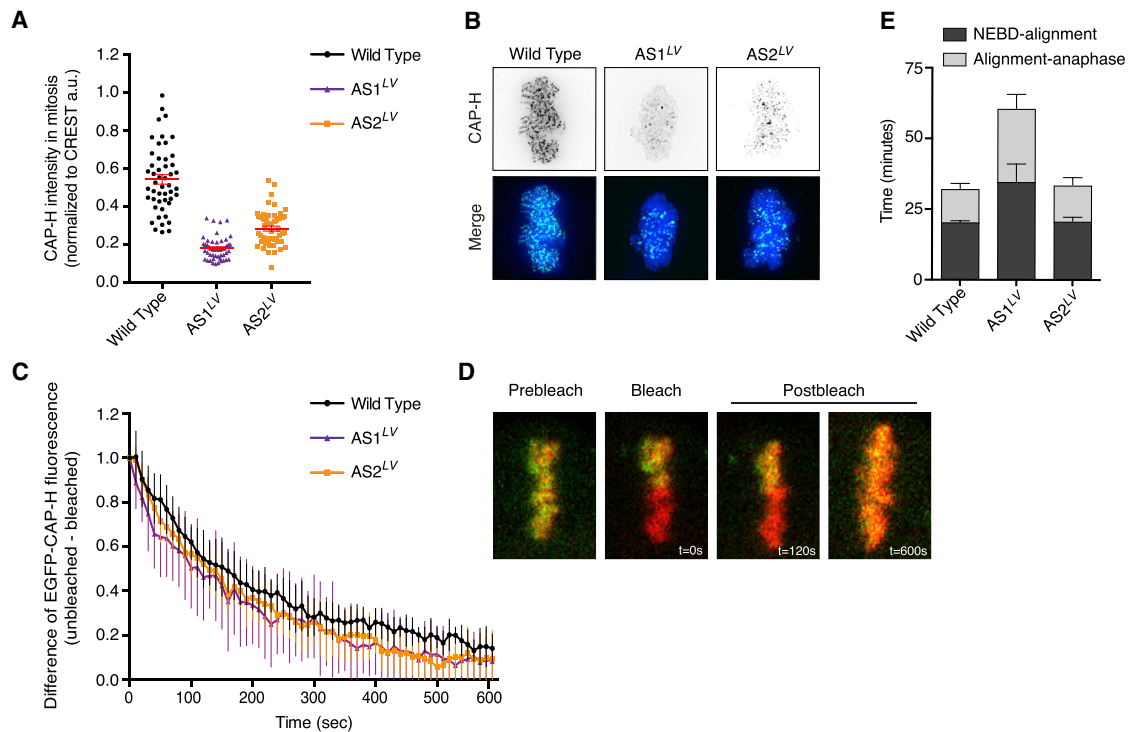 A
CAP-H intensity in mitosis
(normalized to CREST a.u.)
1.2
1.0
0.8
0.6
0.4
0.2
0.0
Wild Type
AS1LV
AS2LV
Wild Type
AS1LV
AS2LV
B
Wild Type
AS1LV
AS2LV
CAP-H
Merge
E
NEBD-alignment
Alignment-anaphase
Time (minutes)
75
50
25
0
Wild Type
AS1LV
AS2LV
C
Difference of EGFP-CAP-H fluorescence
(unbleached - bleached)
1.2
1.0
0.8
0.6
0.4
0.2
0.0
0
100
200
300
400
500
600
Time (sec)
Wild Type
AS1LV
AS2LV
D
Prebleach
Bleach
Postbleach
t=0s
t=120s
t=600s